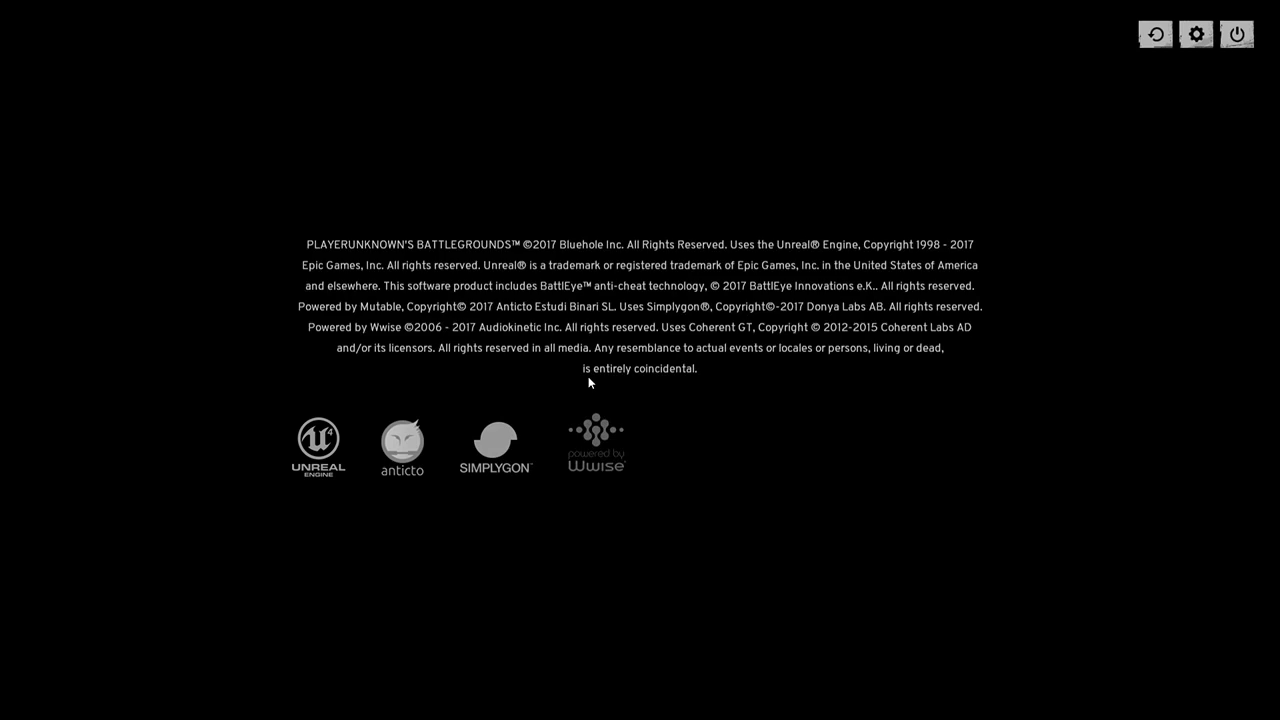 PLAYERUNKNOWN'S BATTLEGROUNDS™ ©2017 Bluehole Inc. All Rights Reserved. Uses the Unreal® Engine, Copyright 1998 - 2017
Epic Games, Inc. All rights reserved. Unreal® is a trademark or registered trademark of Epic Games, Inc. in the United States of America
and elsewhere. This software product includes BattlEye™ anti-cheat technology, © 2017 BattlEye Innovations e.K.. All rights reserved.
Powered by Mutable, Copyright© 2017 Anticto Estudi Binari SL. Uses Simplygon®, Copyright©-2017 Donya Labs AB. All rights reserved.
Powered by Wwise ©2006 - 2017 Audiokinetic Inc. All rights reserved. Uses Coherent GT, Copyright © 2012-2015 Coherent Labs AD
and/or its licensors. All rights reserved in all media. Any resemblance to actual events or locales or persons, living or dead,
is entirely coincidental.
U 4
UNREAL
ENGINE
anticto
SIMPLYGON™
powered by
Wwise®